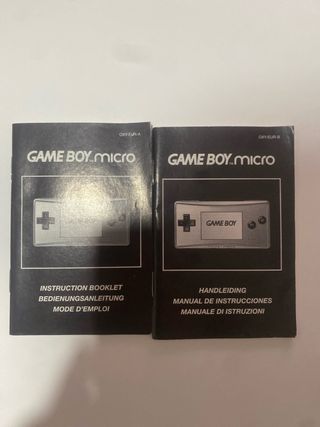 OXY-EUR-A
GAME BOY micro
INSTRUCTION BOOKLET
BEDIENUNGSANLEITUNG
MODE D'EMPLOI
OXY-EUR-B
GAME BOY micro
GAME BOY
HANDLEIDING
MANUAL DE INSTRUCCIONES
MANUALE DI ISTRUZIONI